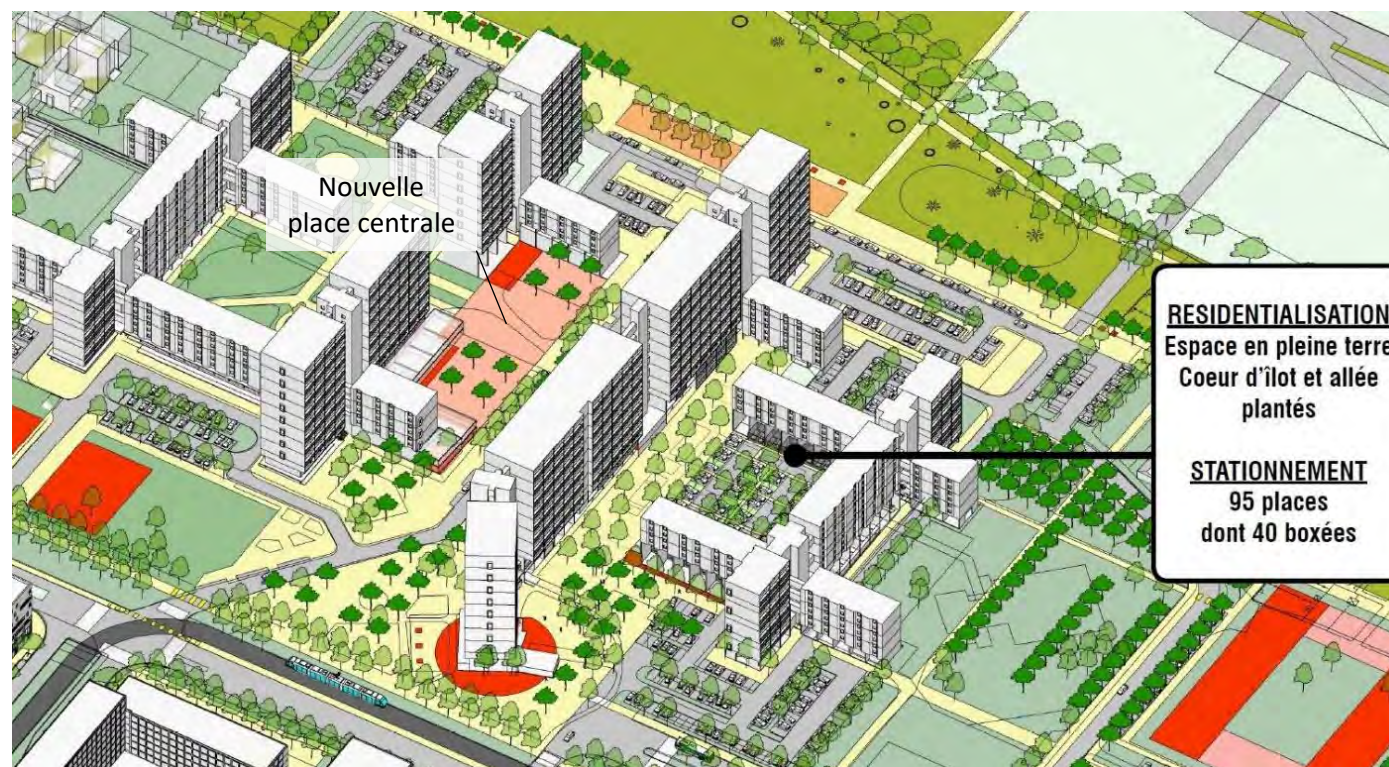 Nouvelle
place centrale
RESIDENTIALISATION
Espace en pleine terre
Coeur d'îlot et allée
plantés
STATIONNEMENT
95 places
dont 40 boxées